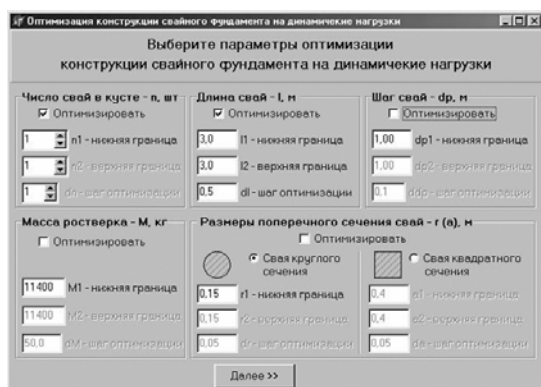 Оптимизация конструкции свайного фундамента на динамические нагрузки
Выберите параметры оптимизации
конструкции свайного фундамента на динамичекие нагрузки
Число свай в кусте - n, шт
Оптимизировать
1 n1 - нижняя граница
1 n2 - верхняя граница
1 dn - шаг оптимизации
Длина свай - l, м
Оптимизировать
3,0 l1 - нижняя граница
3,0 l2 - верхняя граница
0,5 dl - шаг оптимизации
Шаг свай - dp, м
Оптимизировать
1,00 dp1 - нижняя граница
1,00 dp2 - верхняя граница
0,1 ddp - шаг оптимизации
Масса ростверка - М, кг
Оптимизировать
11400 М1 - нижняя граница
11400 М2 - верхняя граница
50,0 dM - шаг оптимизации
Размеры поперечного сечения свай - r (a), м
Оптимизировать
Свая круглого
сечения
0,15 r1 - нижняя граница
0,15 r2 - верхняя граница
0,05 dr - шаг оптимизации
Свая квадратного
сечения
0,4 a1 - нижняя граница
0,4 a2 - верхняя граница
0,05 da - шаг оптимизации
Далее >>